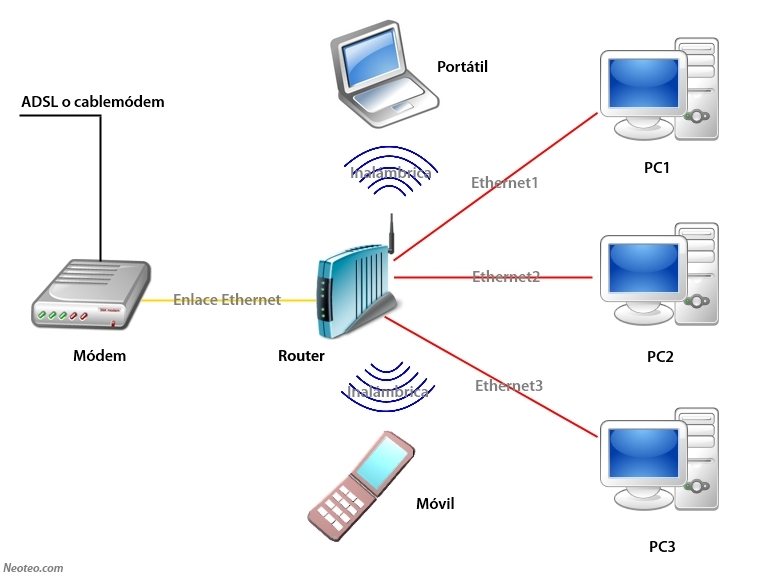 Portátil
ADSL o cablemódem
Inalámbrica
Ethernet1
PC1
Ethernet2
Enlace Ethernet
Módem
Router
PC2
Ethernet3
Inalámbrica
Móvil
PC3
Neoteo.com